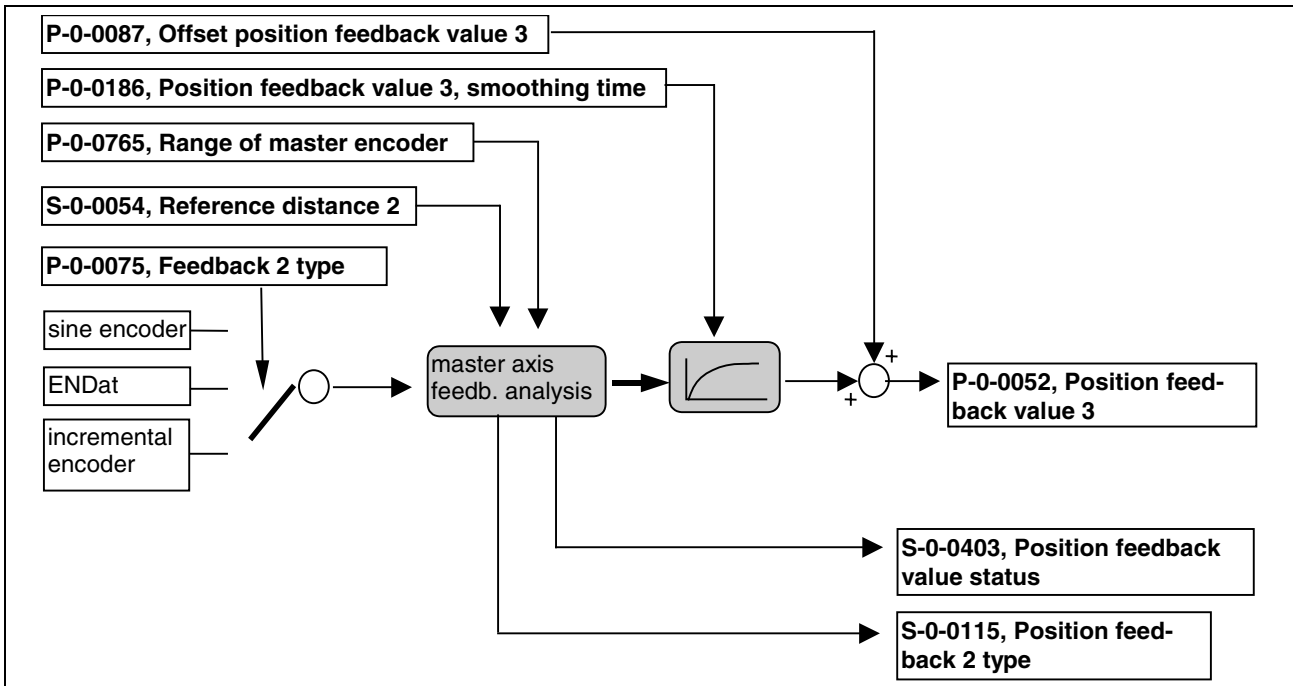 P-0-0087, Offset position feedback value 3
P-0-0186, Position feedback value 3, smoothing time
P-0-0765, Range of master encoder
S-0-0054, Reference distance 2
P-0-0075, Feedback 2 type
sine encoder
ENDat
incremental
encoder
master axis
feedb. analysis
+
+
P-0-0052, Position feed-
back value 3
S-0-0403, Position feedback
value status
S-0-0115, Position feed-
back 2 type